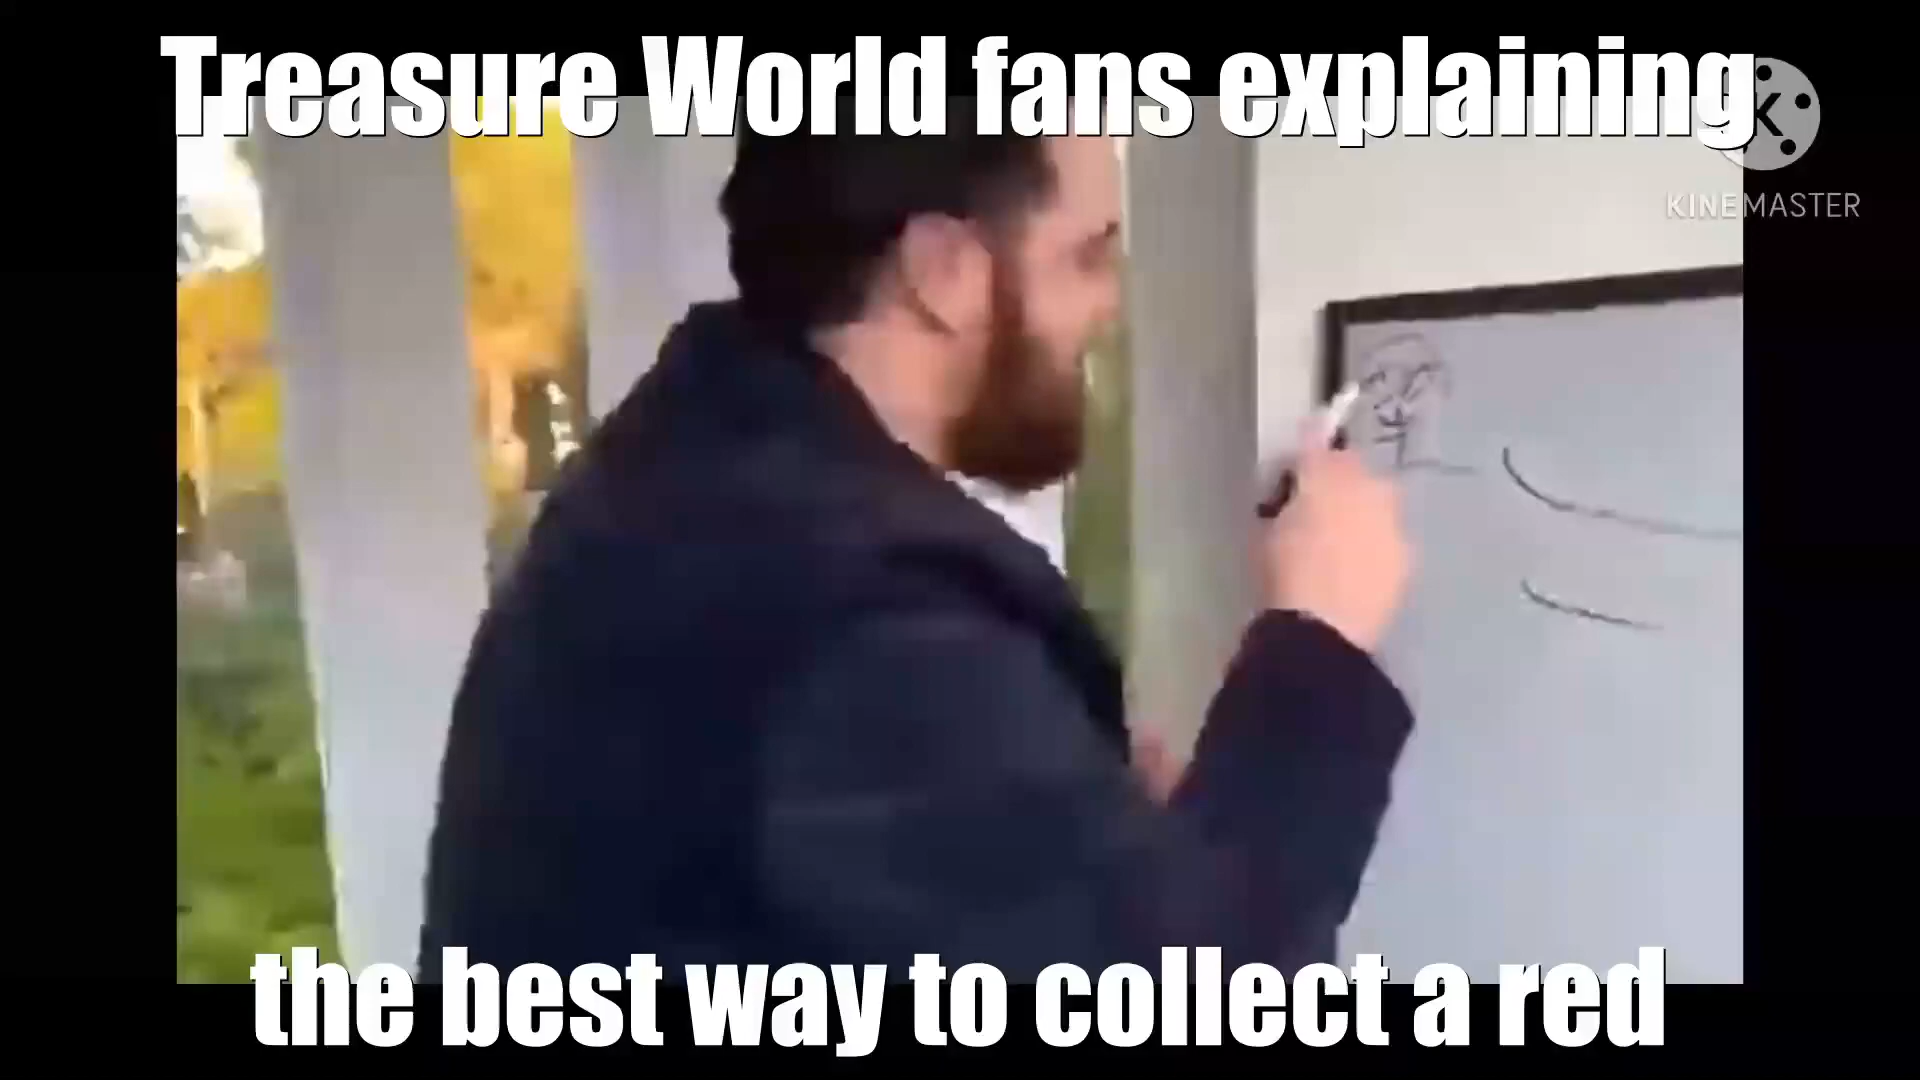 Treasure World fans explaining
K
KINEMASTER
the best way to collect a red